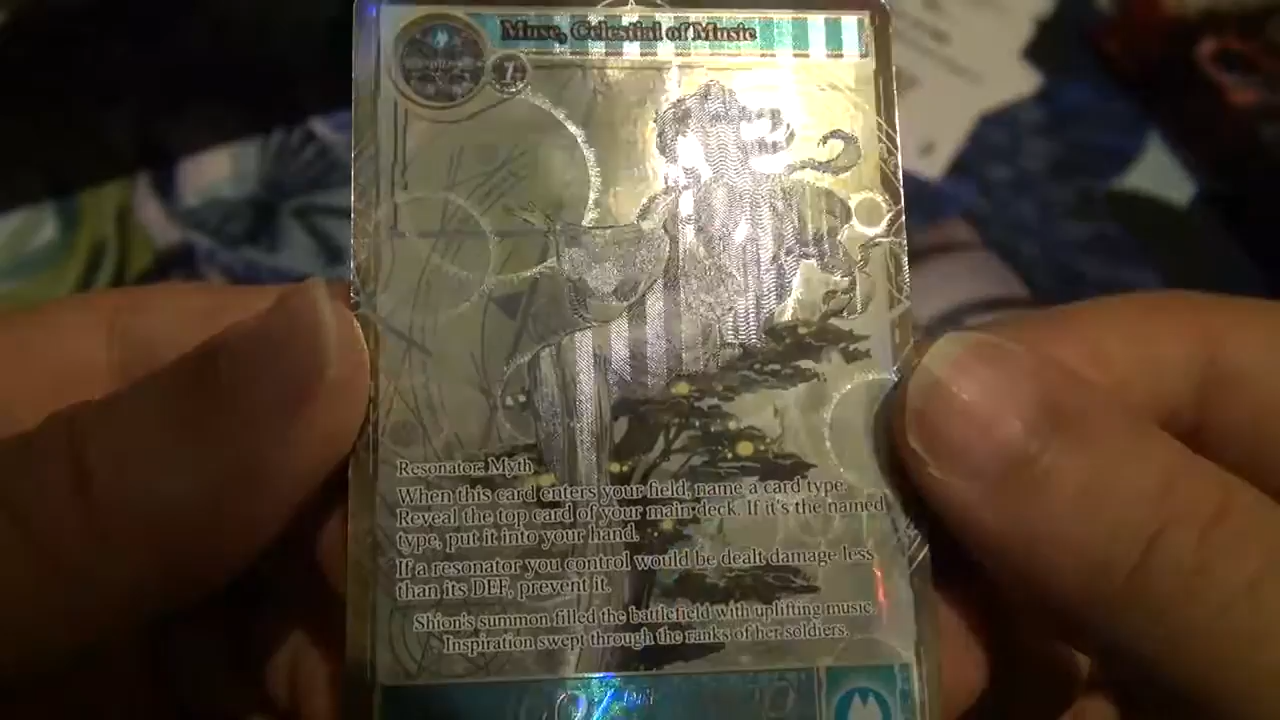 Muse, Celestial of Music
1
Resonator: Myth
When this card enters your field, name a card type.
Reveal the top card of your main deck. If it's the named
type, put it into your hand.
If a resonator you control would be dealt damage less
than its DEF, prevent it.
Shion's summon filled the battlefield with uplifting music.
Inspiration swept through the ranks of her soldiers.